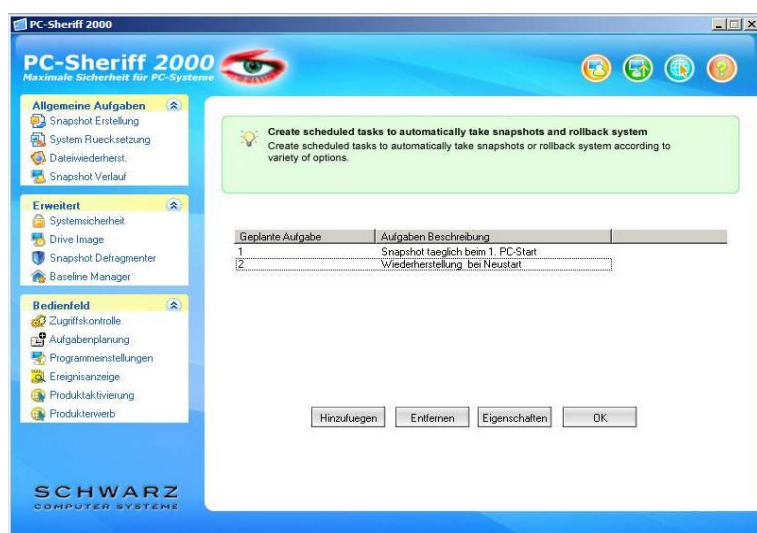 PC-Sheriff 2000
PC-Sheriff 2000
Maximale Sicherheit für PC-Systeme
Allgemeine Aufgaben
Snapshot Erstellung
System Ruecksetzung
Dateiwiederherst.
Snapshot Verlauf
Erweitert
Systemsicherheit
Drive Image
Snapshot Defragmenter
Baseline Manager
Bedienfeld
Zugriffskontrolle
Aufgabenplanung
Programmeinstellungen
Ereignisanzeige
Produktaktivierung
Produkterwerb
SCHWARZ
COMPUTER SYSTEME
Create scheduled tasks to automatically take snapshots and rollback system
Create scheduled tasks to automatically take snapshots or rollback system according to
variety of options.
Geplante Aufgabe Aufgaben Beschreibung
1 Snapshot taeglich beim 1. PC-Start
2 Wiederherstellung bei Neustart
Hinzufuegen Entfernen Eigenschaften OK